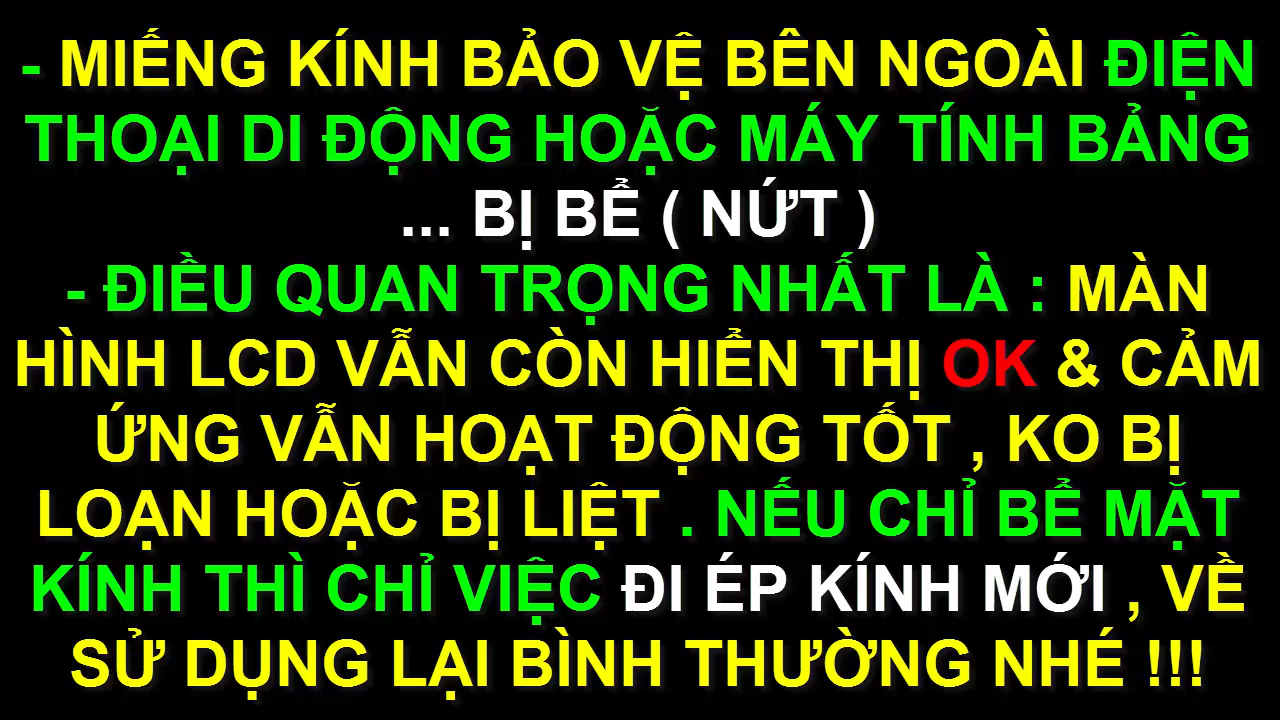 - MIẾNG KÍNH BẢO VỆ BÊN NGOÀI ĐIỆN
THOẠI DI ĐỘNG HOẶC MÁY TÍNH BẢNG
... BỊ BỂ ( NỨT )
- ĐIỀU QUAN TRỌNG NHẤT LÀ : MÀN
HÌNH LCD VẪN CÒN HIỂN THỊ OK & CẢM
ỨNG VẪN HOẠT ĐỘNG TỐT , KO BỊ
LOẠN HOẶC BỊ LIỆT . NẾU CHỈ BỂ MẶT
KÍNH THÌ CHỈ VIỆC ĐI ÉP KÍNH MỚI , VỀ
SỬ DỤNG LẠI BÌNH THƯỜNG NHÉ !!!